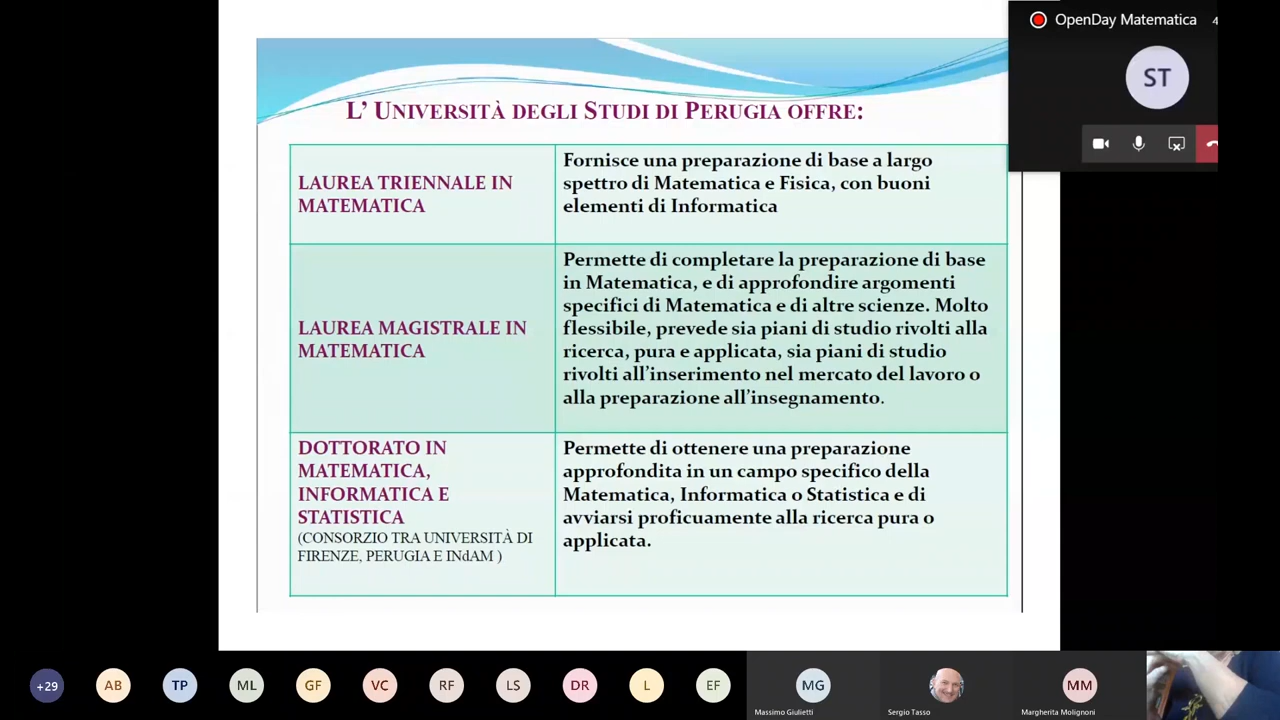 OpenDay Matematica
ST
L' UNIVERSITÀ DEGLI STUDI DI PERUGIA OFFRE:
LAUREA TRIENNALE IN
MATEMATICA
Fornisce una preparazione di base a largo
spettro di Matematica e Fisica, con buoni
elementi di Informatica
LAUREA MAGISTRALE IN
MATEMATICA
Permette di completare la preparazione di base
in Matematica, e di approfondire argomenti
specifici di Matematica e di altre scienze. Molto
flessibile, prevede sia piani di studio rivolti alla
ricerca, pura e applicata, sia piani di studio
rivolti all'inserimento nel mercato del lavoro o
alla preparazione all'insegnamento.
DOTTORATO IN
MATEMATICA,
INFORMATICA E
STATISTICA
(CONSORZIO TRA UNIVERSITÀ DI
FIRENZE, PERUGIA E INdAM )
Permette di ottenere una preparazione
approfondita in un campo specifico della
Matematica, Informatica o Statistica e di
avviarsi proficuamente alla ricerca pura o
applicata.
+29 AB TP ML GF VC RF LS DR L EF MG MM
Massimo Giulietti Sergio Tasso Margherita Molignoni